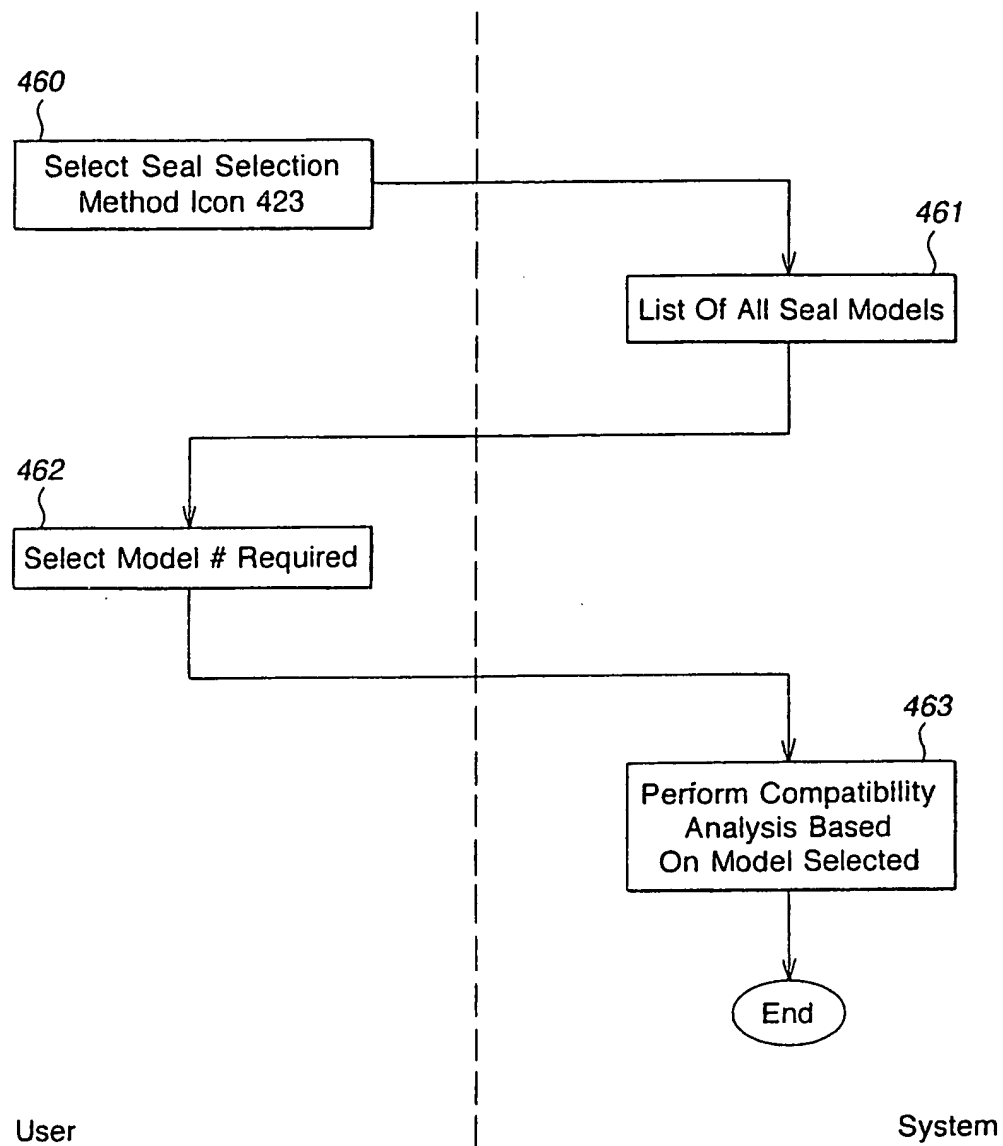 460
Select Seal Selection
Method Icon 423
461
List Of All Seal Models
462
Select Model # Required
463
Perform Compatibility
Analysis Based
On Model Selected
End
User
System